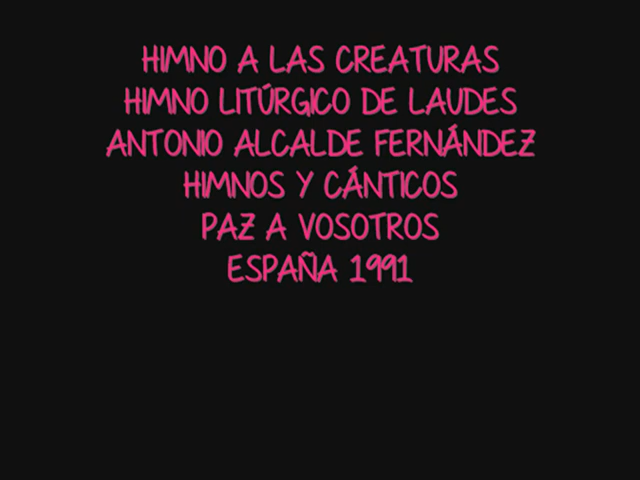 HIMNO A LAS CREATURAS
HIMNO LITÚRGICO DE LAUDES
ANTONIO ALCALDE FERNÁNDEZ
HIMNOS Y CÁNTICOS
PAZ A VOSOTROS
ESPAÑA 1991